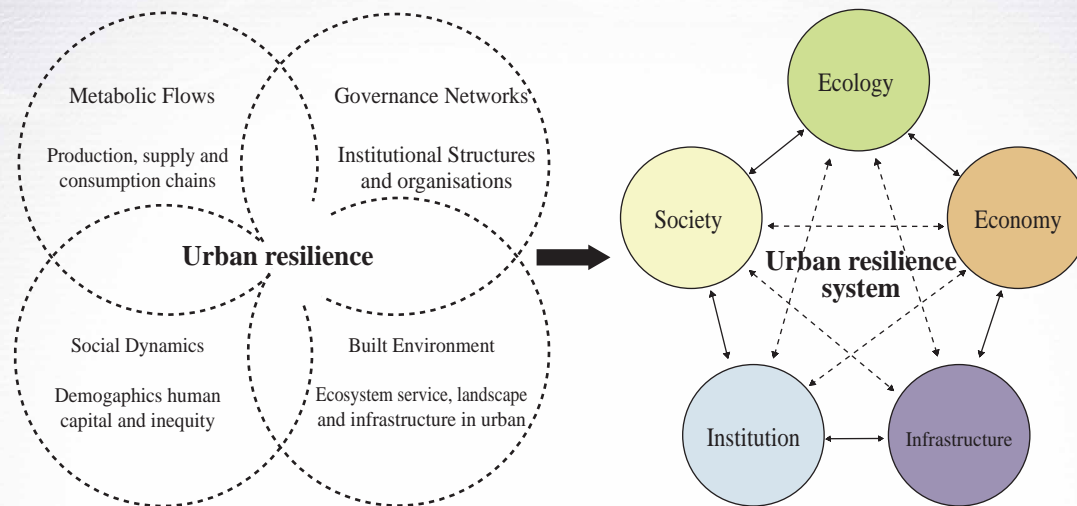 Metabolic Flows
Production, supply and
consumption chains
Governance Networks
Institutional Structures
and organisations
Urban resilience
Social Dynamics
Demogaphics human
capital and inequity
Built Environment
Ecosystem service, landscape
and infrastructure in urban
Ecology
Society
Economy
Urban resilience
system
Institution
Infrastructure